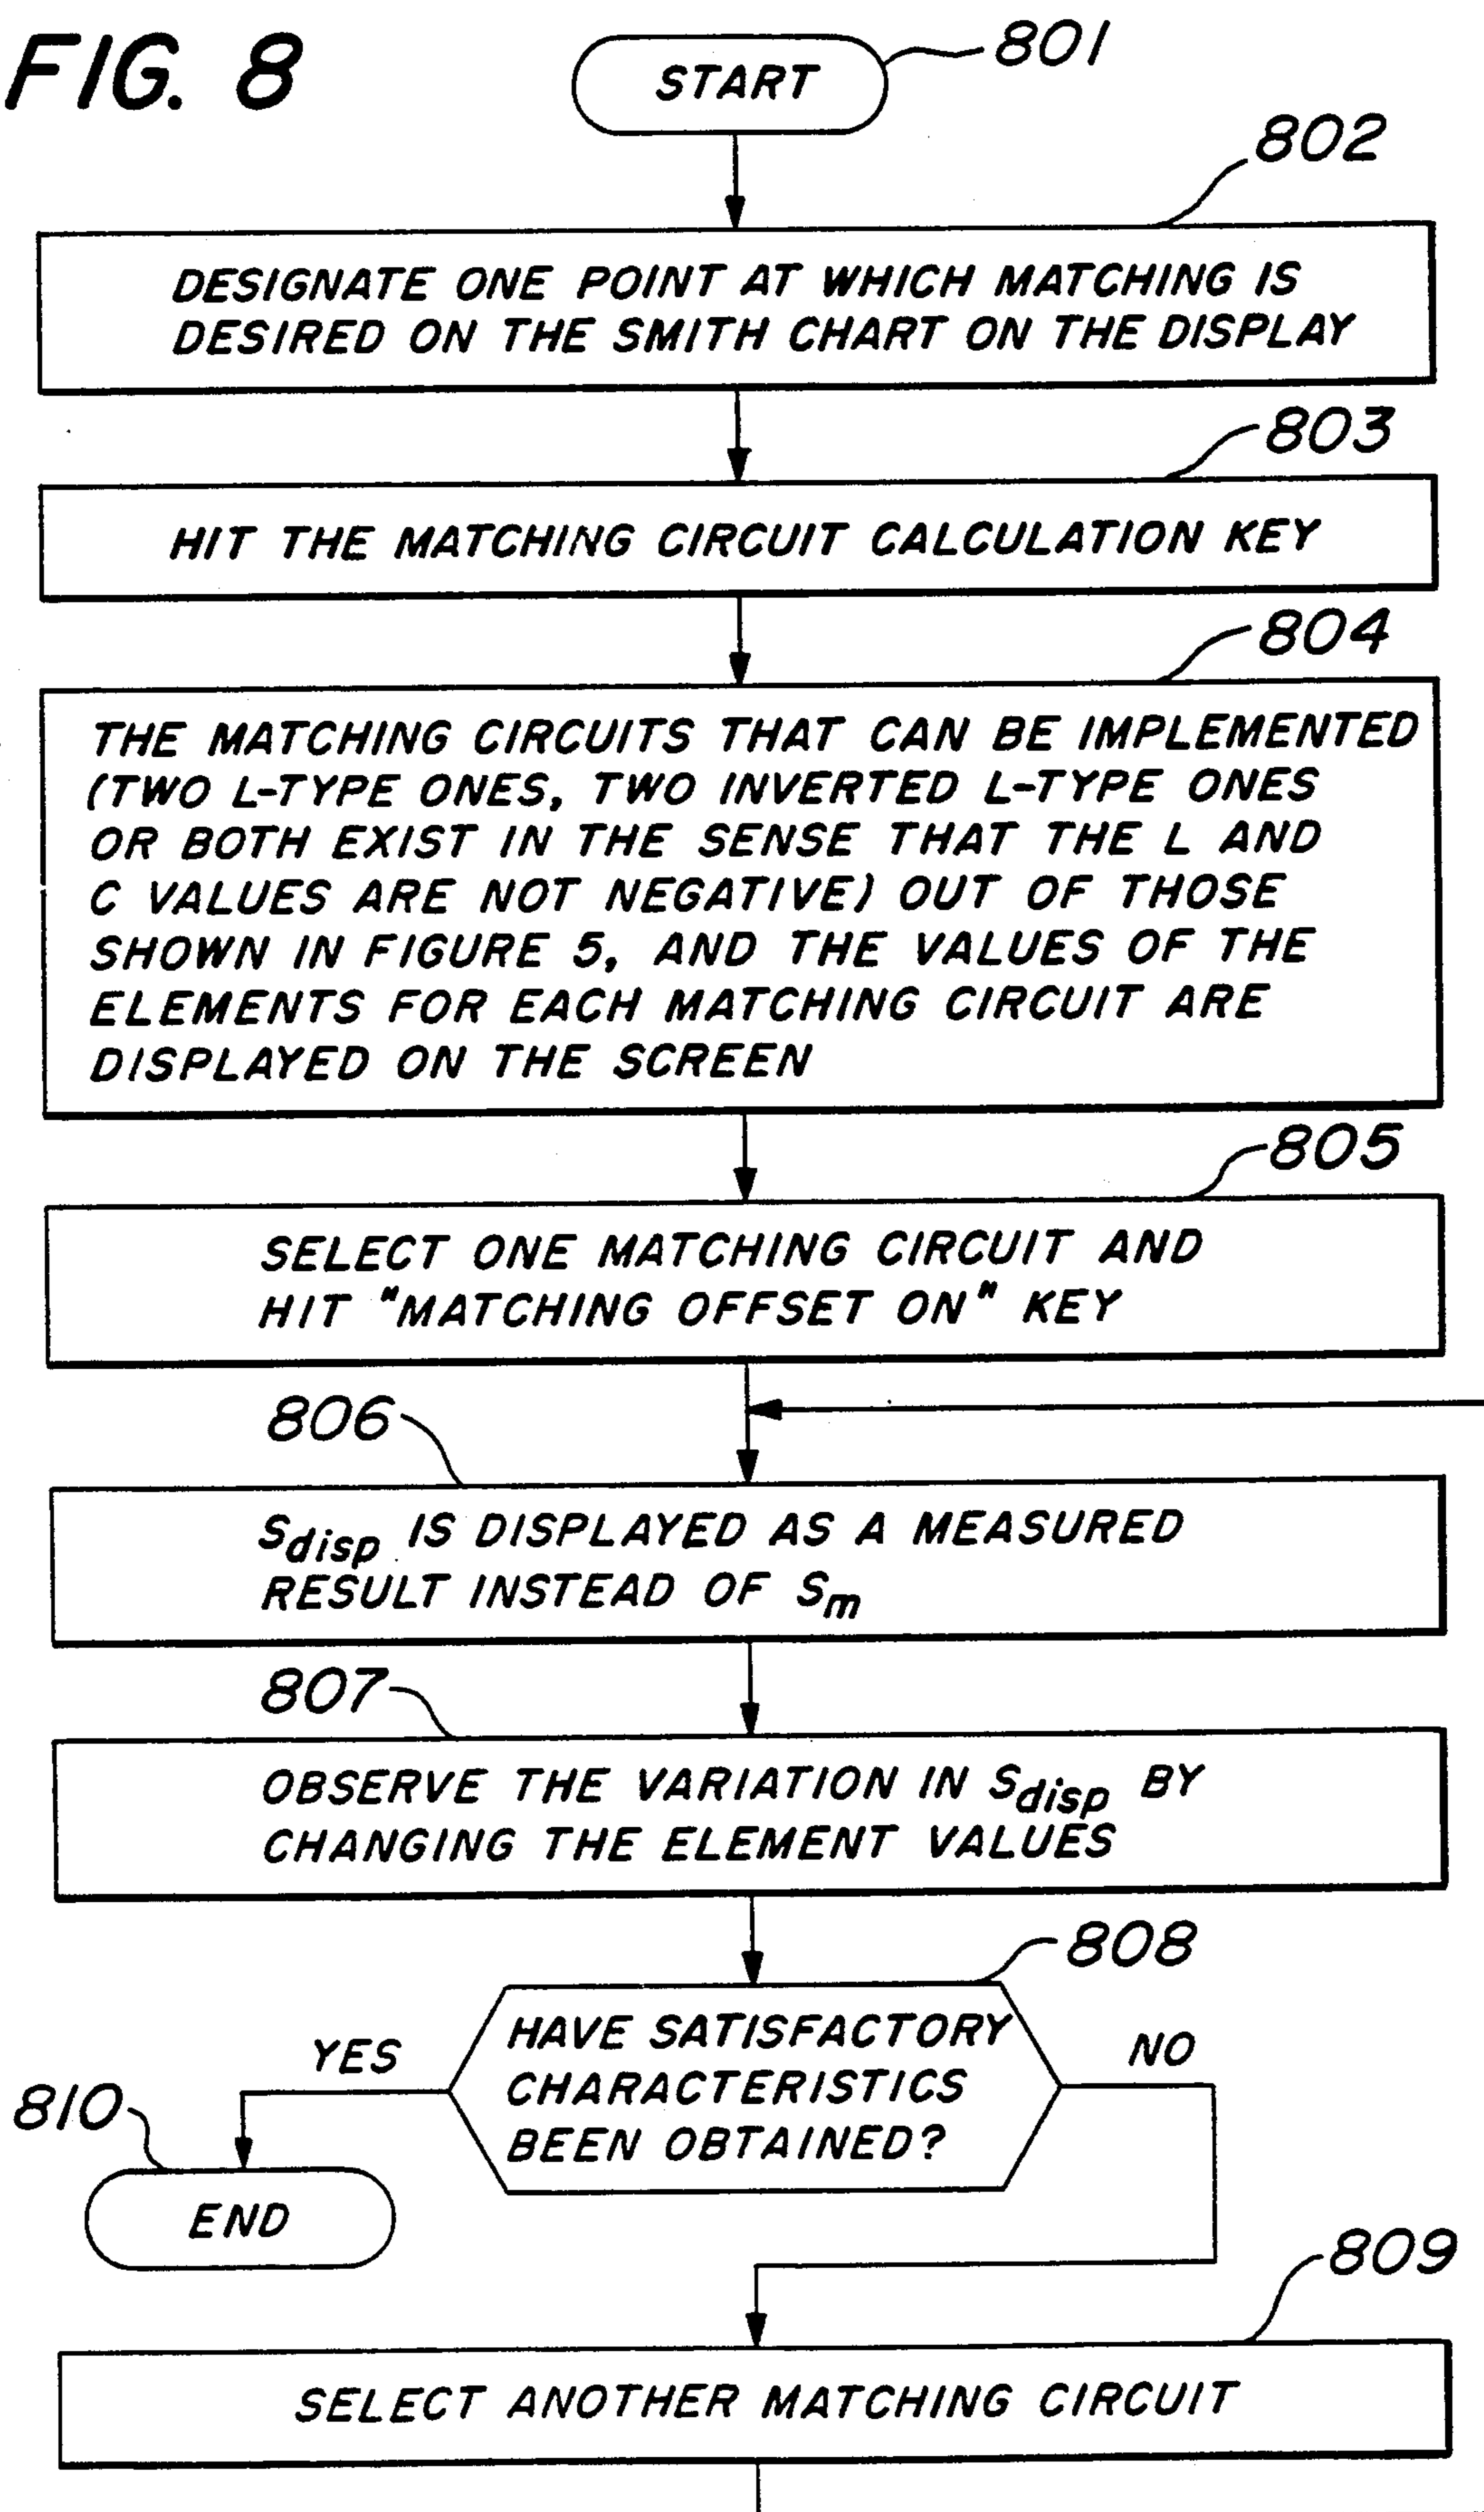 FIG. 8
START
801
802
DESIGNATE ONE POINT AT WHICH MATCHING IS
DESIRED ON THE SMITH CHART ON THE DISPLAY
803
HIT THE MATCHING CIRCUIT CALCULATION KEY
804
THE MATCHING CIRCUITS THAT CAN BE IMPLEMENTED
(TWO L-TYPE ONES, TWO INVERTED L-TYPE ONES
OR BOTH EXIST IN THE SENSE THAT THE L AND
C VALUES ARE NOT NEGATIVE) OUT OF THOSE
SHOWN IN FIGURE 5, AND THE VALUES OF THE
ELEMENTS FOR EACH MATCHING CIRCUIT ARE
DISPLAYED ON THE SCREEN
805
SELECT ONE MATCHING CIRCUIT AND
HIT "MATCHING OFFSET ON" KEY
806
Sdisp IS DISPLAYED AS A MEASURED
RESULT INSTEAD OF Sm
807
OBSERVE THE VARIATION IN Sdisp BY
CHANGING THE ELEMENT VALUES
808
HAVE SATISFACTORY
CHARACTERISTICS
BEEN OBTAINED?
YES
NO
810
END
809
SELECT ANOTHER MATCHING CIRCUIT